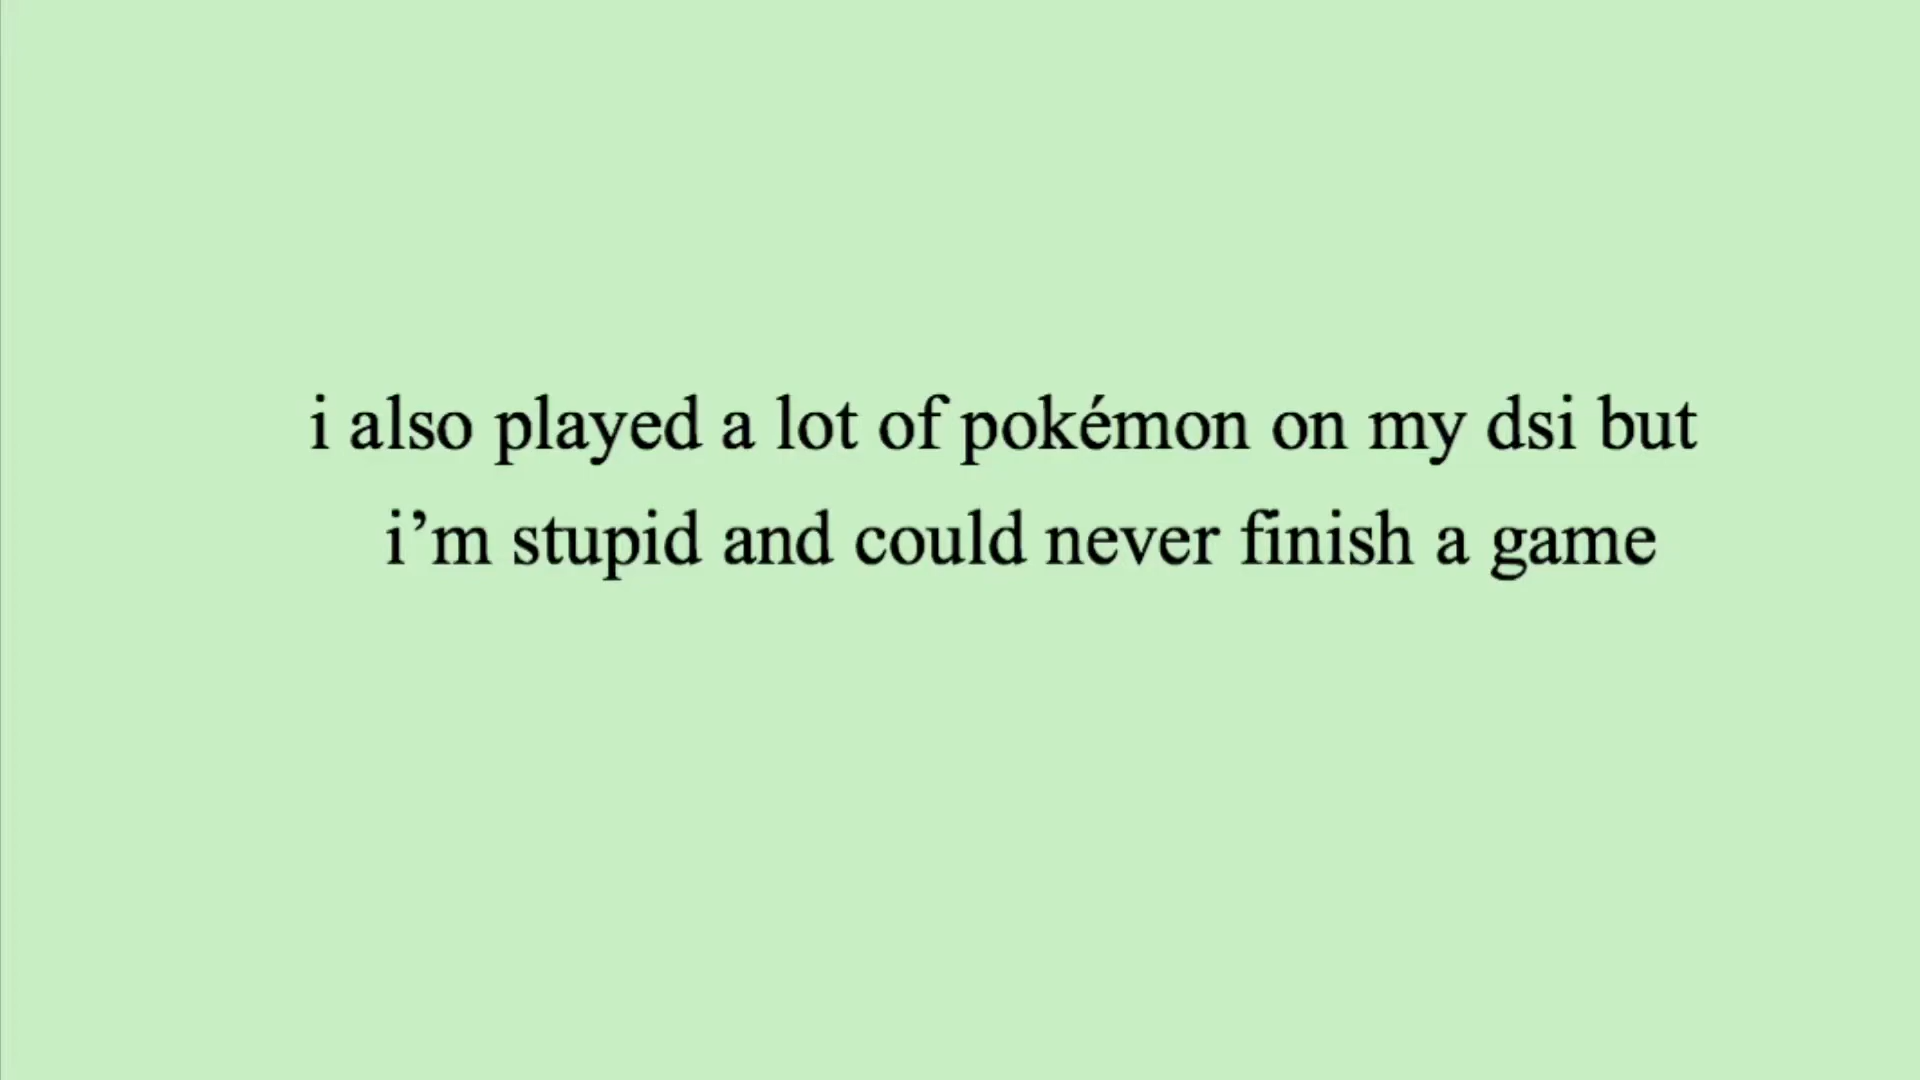 i also played a lot of pokémon on my dsi but
i’m stupid and could never finish a game